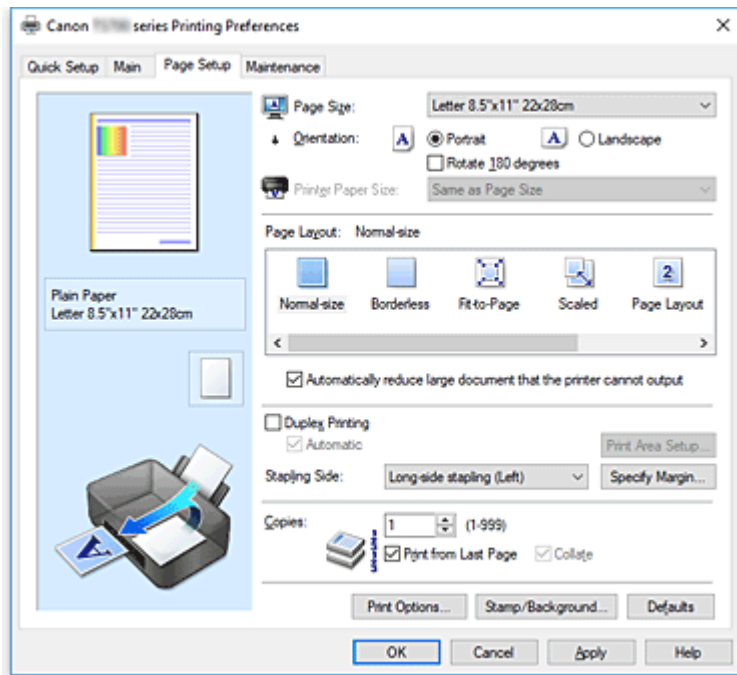 Canon series Printing Preferences
Quick Setup Main Page Setup Maintenance
Page Size: Letter 8.5"x11" 22x28cm
Orientation: A Portrait A Landscape
Rotate 180 degrees
Printer Paper Size: Same as Page Size
Page Layout: Normal-size
2
Normal-size Borderless Fit-to-Page Scaled Page Layout
Plain Paper
Letter 8.5"x11" 22x28cm
Automatically reduce large document that the printer cannot output
Duplex Printing
Automatic Print Area Setup...
Stapling Side: Long-side stapling (Left) Specify Margin...
Copies: 1 (1-999)
Print from Last Page Collate
A
Print Options... Stamp/Background... Defaults
OK Cancel Apply Help